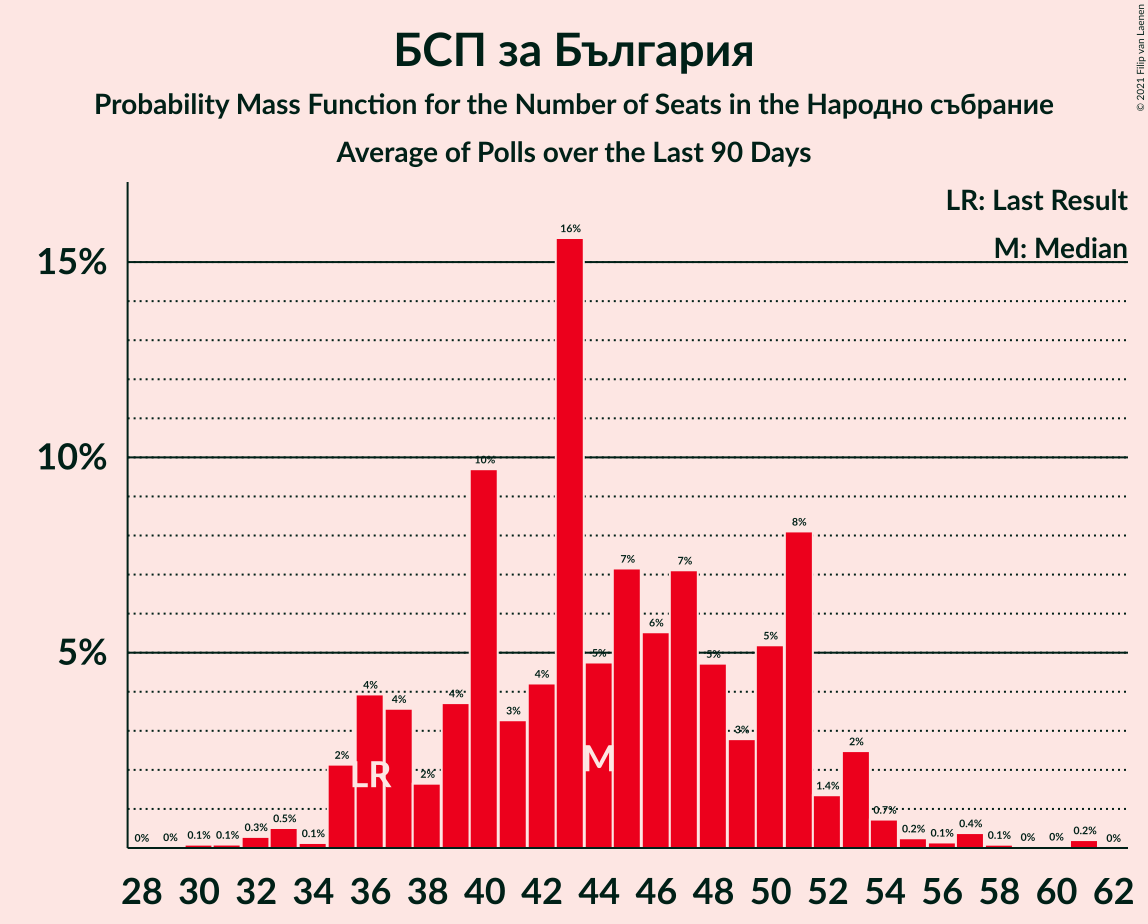 БСП за България
Probability Mass Function for the Number of Seats in the Народно събрание
Average of Polls over the Last 90 Days
© 2021 Filip van Laenen
LR: Last Result
M: Median
15%
10%
5%
0% 0% 0.1% 0.1% 0.3% 0.5% 0.1% 2% 4% 4% 2% 4% 10% 3% 4% 16% 5% 7% 6% 7% 5% 3% 5% 8% 1.4% 2% 0.7% 0.2% 0.1% 0.4% 0.1% 0% 0% 0.2% 0%
LR M
28 30 32 34 36 38 40 42 44 46 48 50 52 54 56 58 60 62